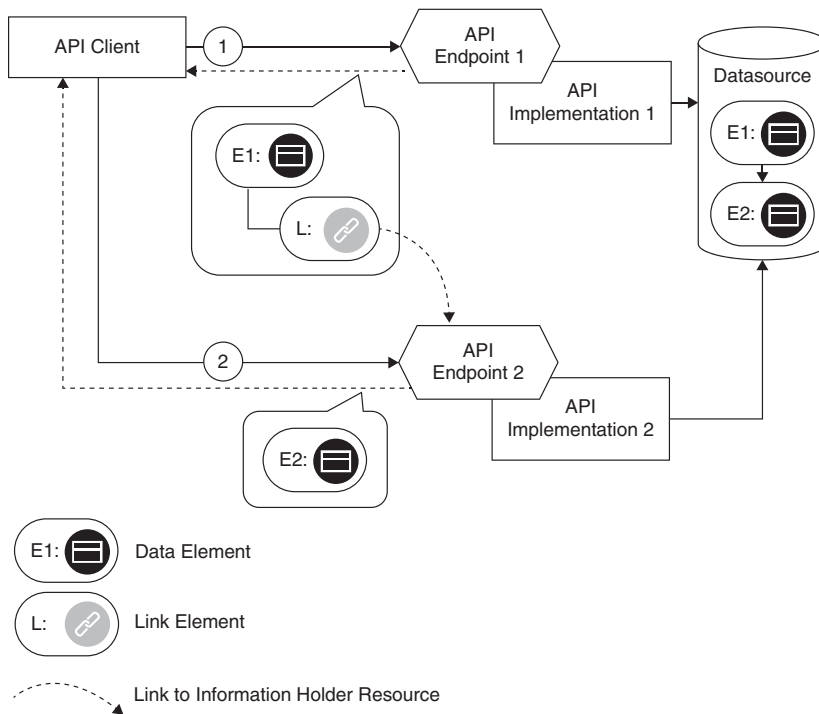 API Client
1
API
Endpoint 1
API
Implementation 1
Datasource
E1:
E2:
E1:
L:
2
API
Endpoint 2
API
Implementation 2
E2:
E1:
Data Element
L:
Link Element
Link to Information Holder Resource